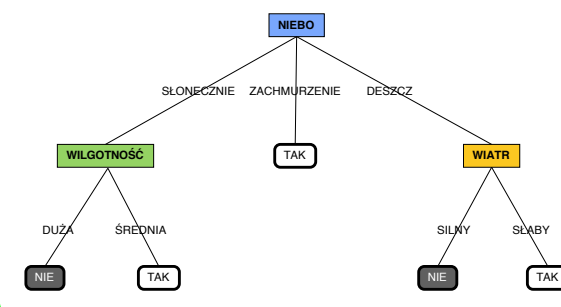 NIEBO
SŁONECZNIE ZACHMURZENIE DESZCZ
WILGOTNOŚĆ TAK WIATR
DUŻA ŚREDNIA SILNY SŁABY
NIE TAK NIE TAK